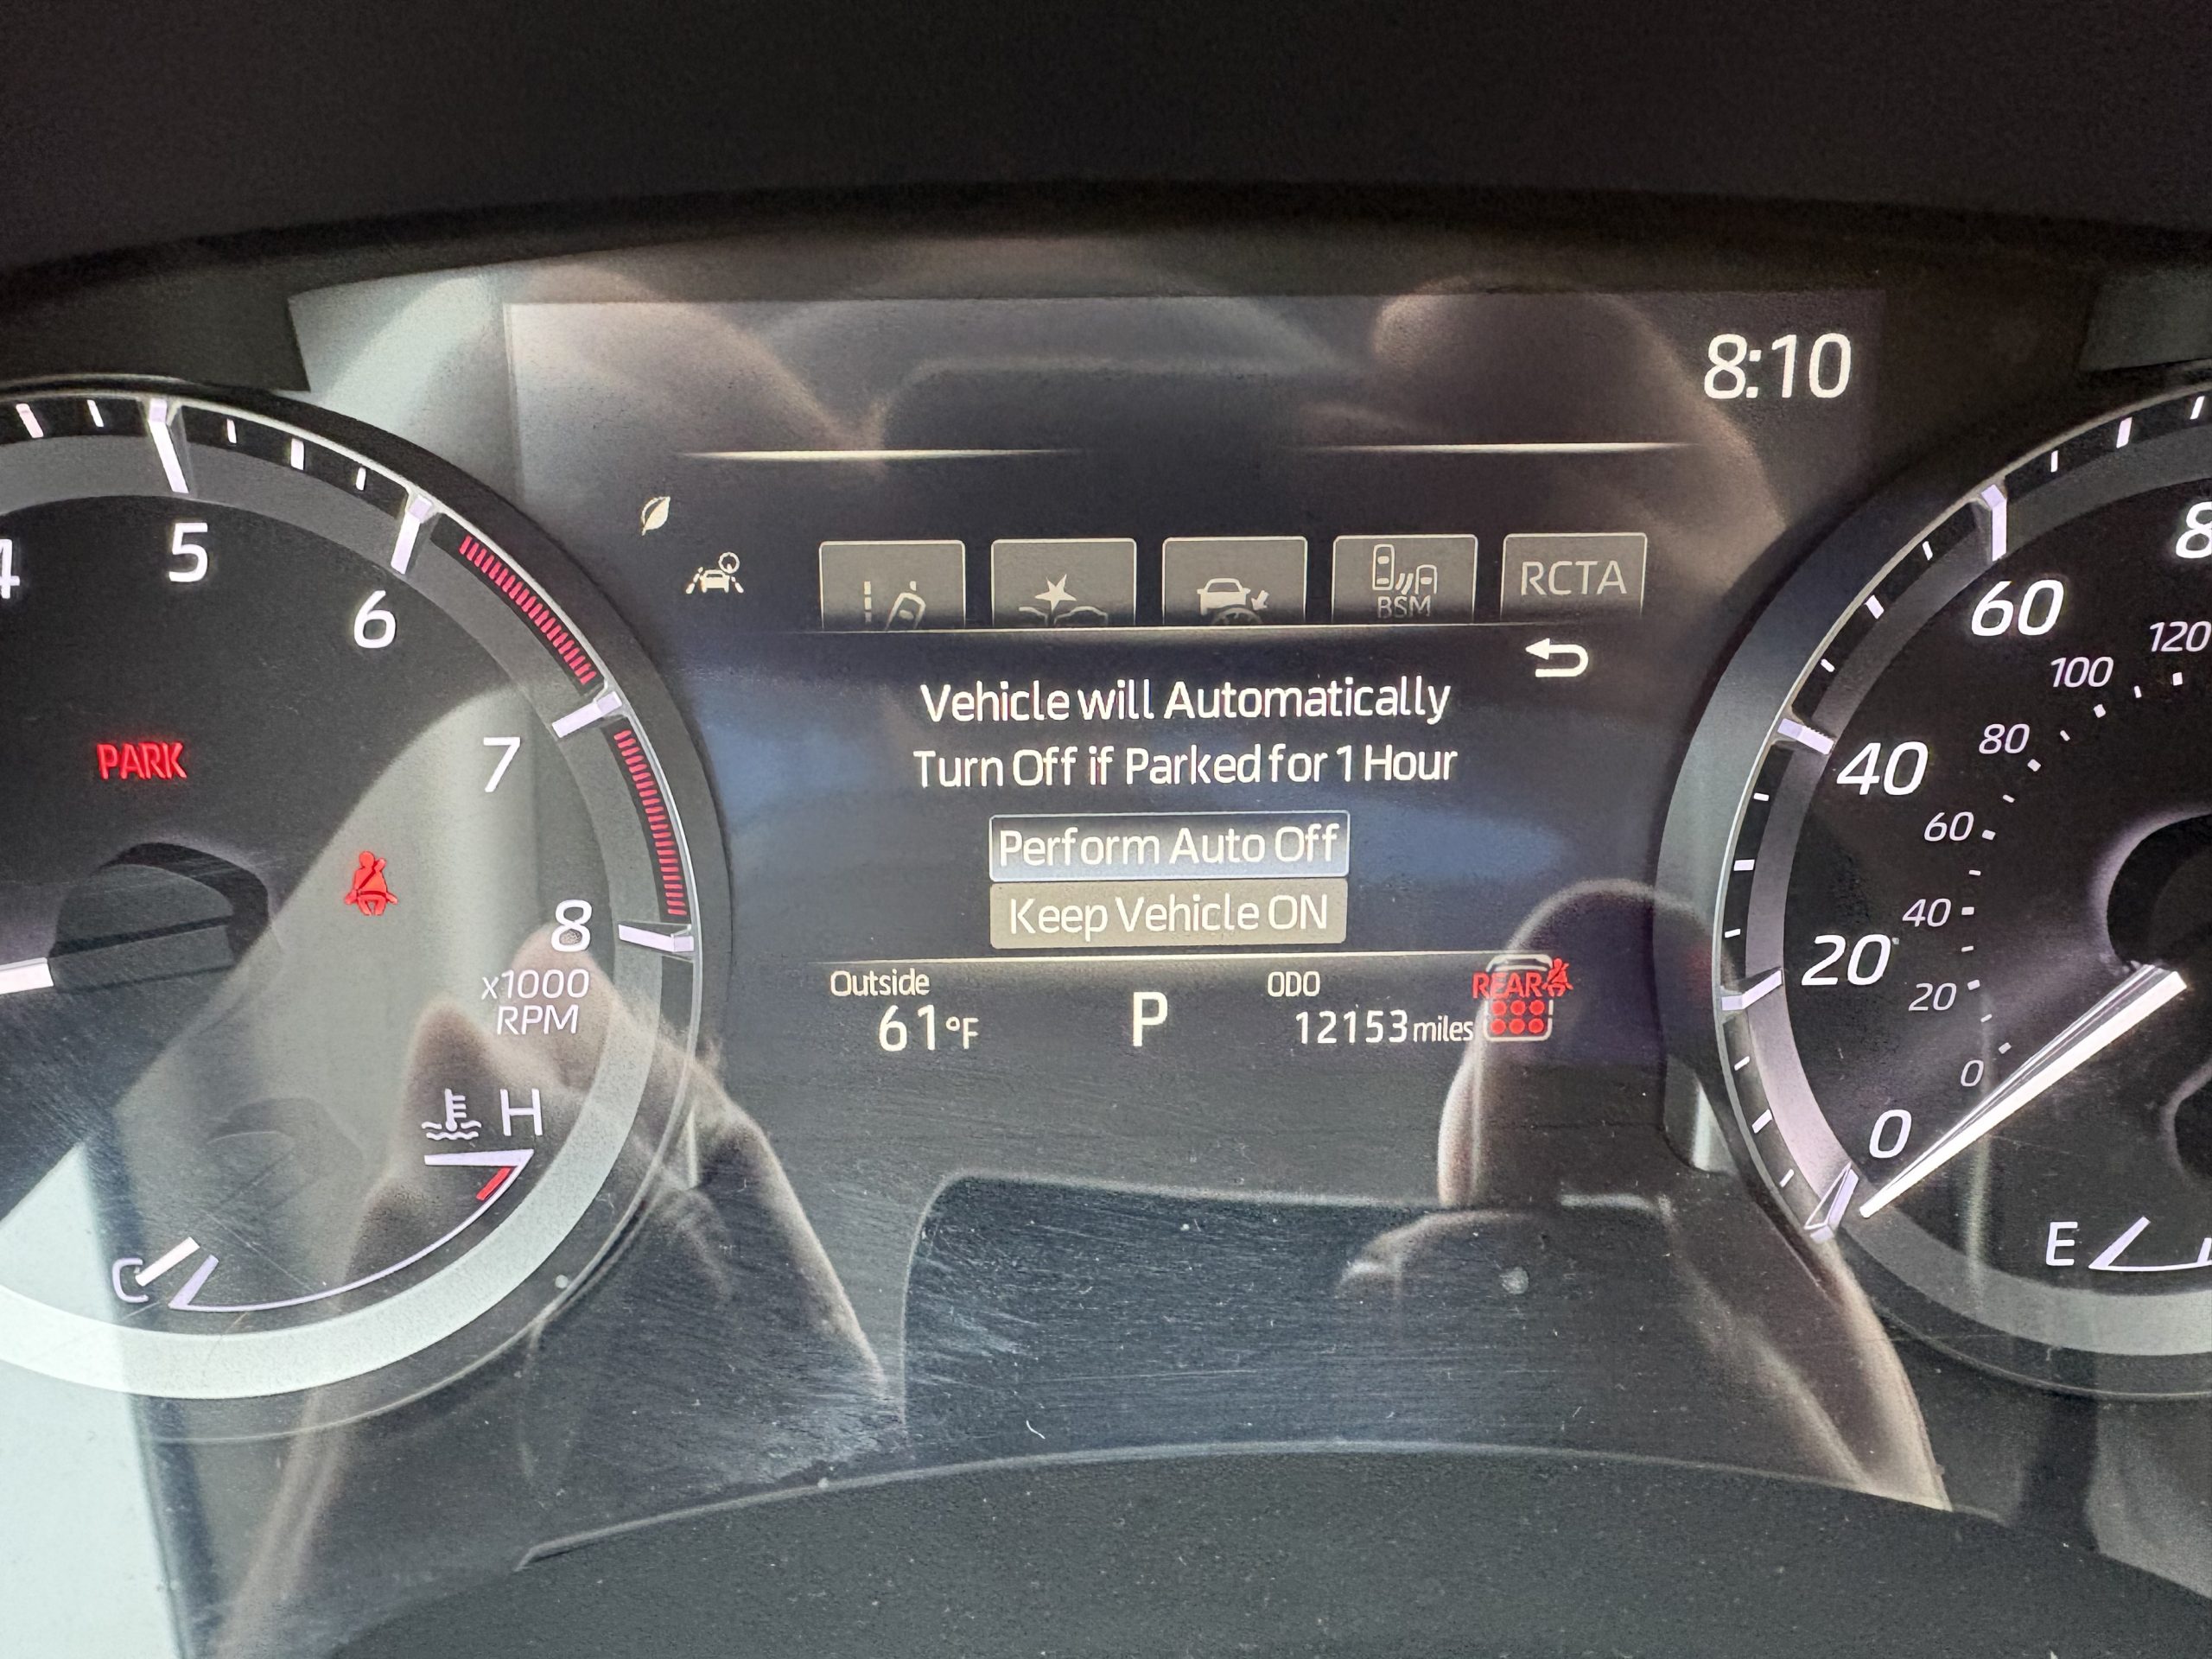 8:10
BSM
RCTA
Vehicle will Automatically
Turn Off if Parked for 1 Hour
Perform Auto Off
Keep Vehicle ON
Outside
61°F
P
ODO
12153 miles
REAR
4
5
6
7
8
x1000
RPM
PARK
H
C
8
60
40
20
0
120
100
80
60
40
20
0
E